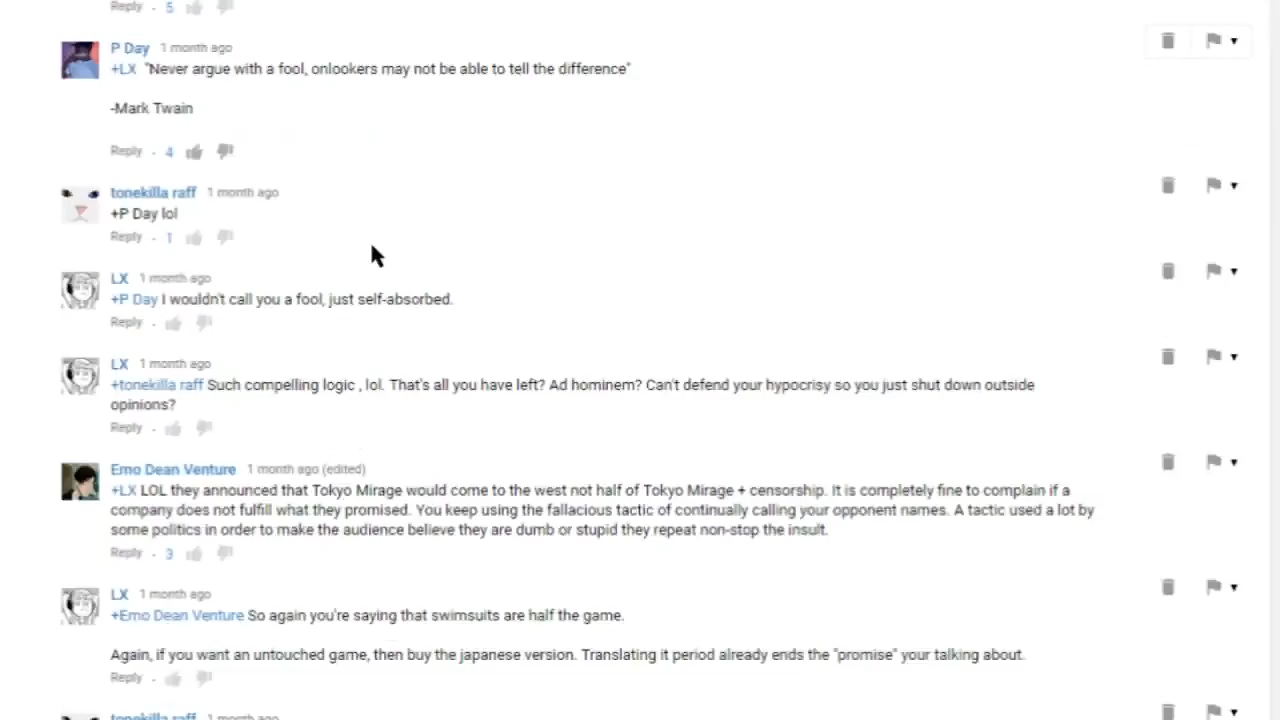 Reply · 5
P Day 1 month ago
+LX "Never argue with a fool, onlookers may not be able to tell the difference"
-Mark Twain
Reply · 4
tonekilla raff 1 month ago
+P Day lol
Reply · 1
LX 1 month ago
+P Day I wouldn't call you a fool, just self-absorbed.
Reply ·
LX 1 month ago
+tonekilla raff Such compelling logic , lol. That's all you have left? Ad hominem? Can't defend your hypocrisy so you just shut down outside
opinions?
Reply ·
Emo Dean Venture 1 month ago (edited)
+LX LOL they announced that Tokyo Mirage would come to the west not half of Tokyo Mirage + censorship. It is completely fine to complain if a
company does not fulfill what they promised. You keep using the fallacious tactic of continually calling your opponent names. A tactic used a lot by
some politics in order to make the audience believe they are dumb or stupid they repeat non-stop the insult.
Reply · 3
LX 1 month ago
+Emo Dean Venture So again you're saying that swimsuits are half the game.
Again, if you want an untouched game, then buy the japanese version. Translating it period already ends the "promise" your talking about.
Reply ·
tonekilla raff 1 month ago